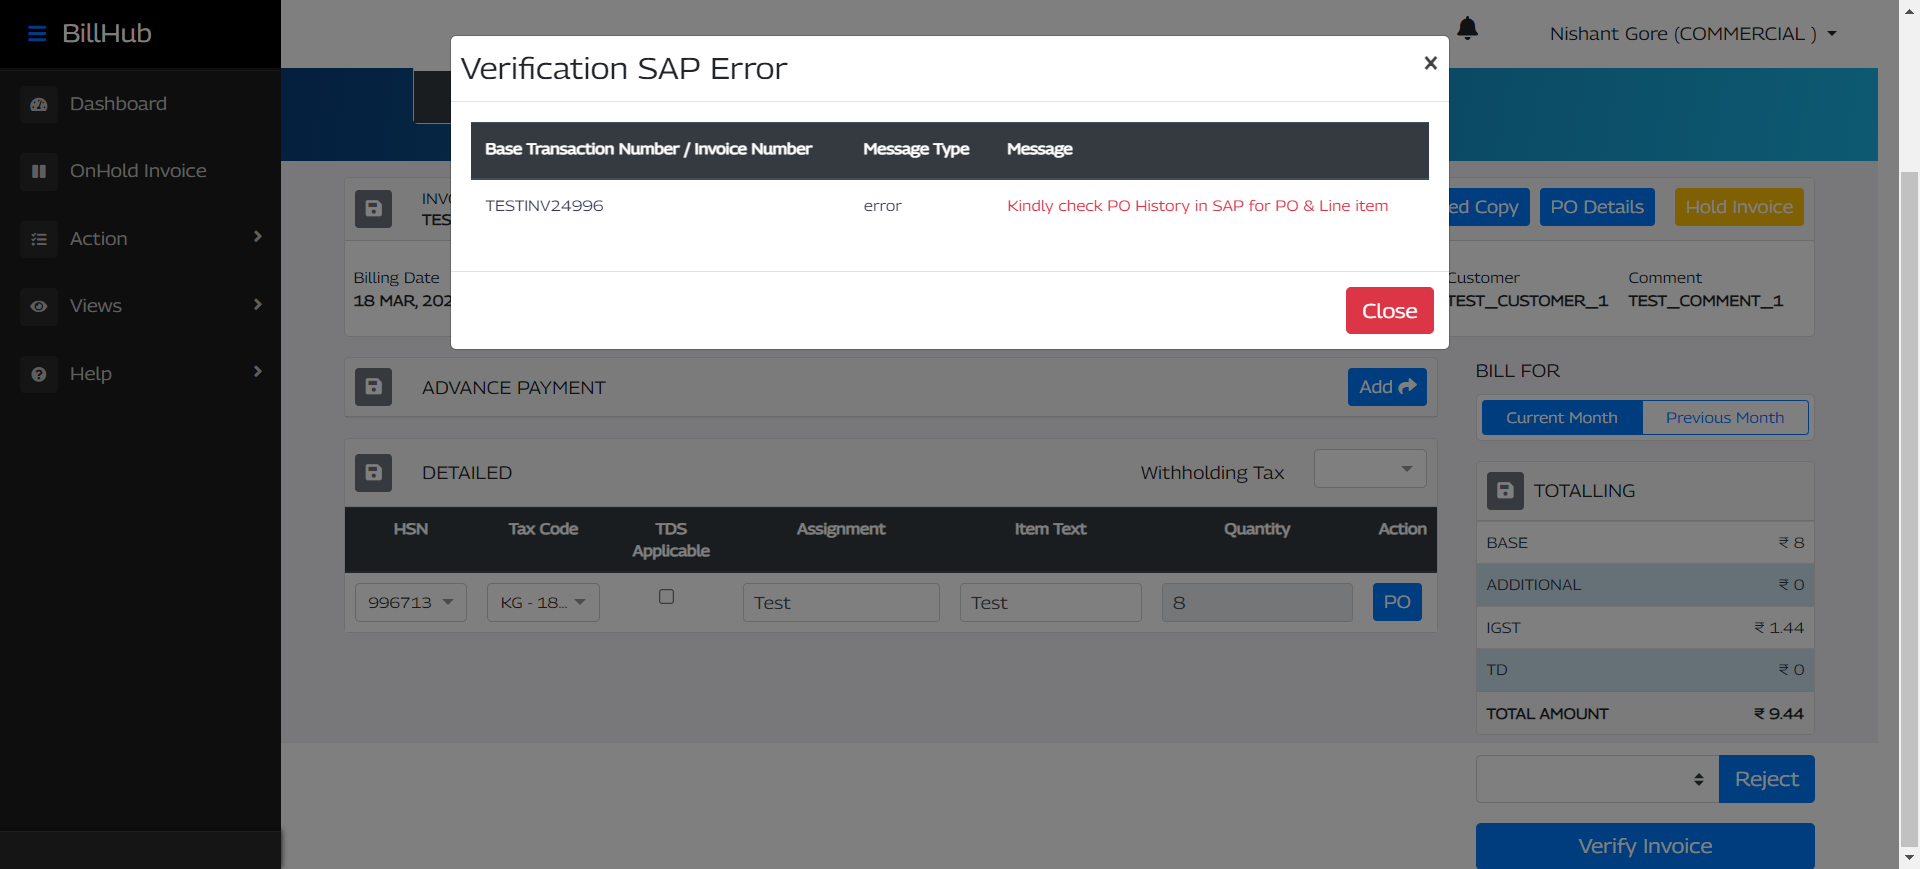 BillHub
Nishant Gore (COMMERCIAL )
Dashboard
OnHold Invoice
Action
Views
Help
Verification SAP Error
×
Base Transaction Number / Invoice Number Message Type Message
TESTINV24996 error Kindly check PO History in SAP for PO & Line item
Close
PO Details
Hold Invoice
Copy
Billing Date
18 MAR,
Customer
TEST_CUSTOMER_1
Comment
TEST_COMMENT_1
ADVANCE PAYMENT
Add
BILL FOR
Current Month
Previous Month
DETAILED
Withholding Tax
HSN Tax Code TDS Applicable Assignment Item Text Quantity Action
996713 KG - 18... Test Test 8 PO
TOTALLING
BASE ₹ 8
ADDITIONAL ₹ 0
IGST ₹ 1.44
TD ₹ 0
TOTAL AMOUNT ₹ 9.44
Reject
Verify Invoice